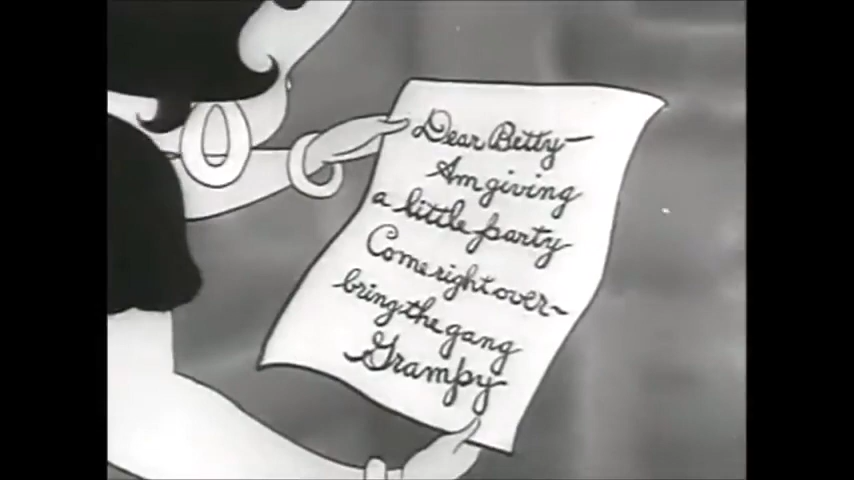 Dear Betty—
Am giving
a little party
Come right over~
bring the gang
Grampy